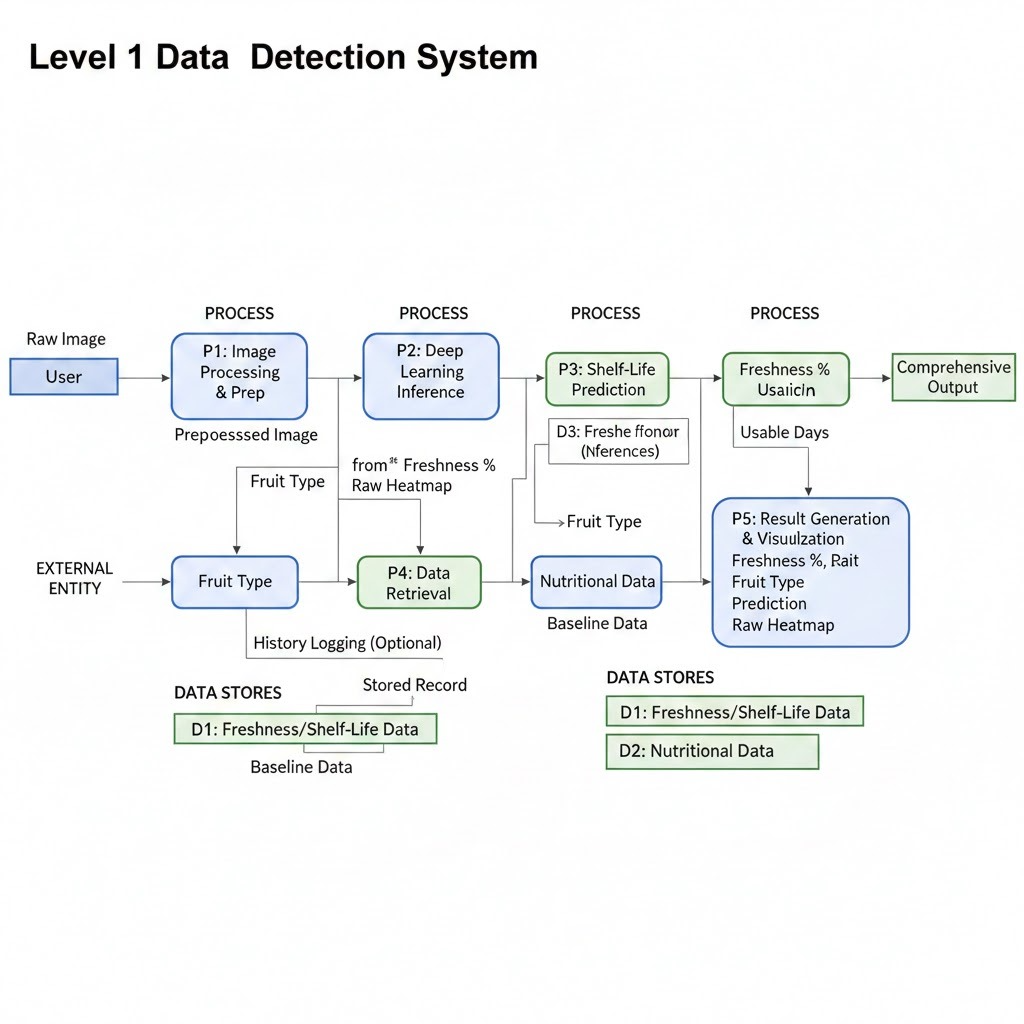 Level 1 Data Detection System
PROCESS
PROCESS
PROCESS
PROCESS
Raw Image
User
P1: Image
Processing
& Prep
P2: Deep
Learning
Inference
P3: Shelf-Life
Prediction
Freshness %
Comprehensive
Output
Prepoesssed Image
D3: Freshe
Usable Days
Fruit Type
from Freshness %
Raw Heatmap
Fruit Type
EXTERNAL
ENTITY
Fruit Type
P4: Data
Retrieval
Nutritional Data
Baseline Data
P5: Result Generation
& Visuulzation
Freshness %, Rait
Fruit Type
Prediction
Raw Heatmap
History Logging (Optional)
Stored Record
DATA STORES
D1: Freshness/Shelf-Life Data
Baseline Data
DATA STORES
D1: Freshness/Shelf-Life Data
D2: Nutritional Data